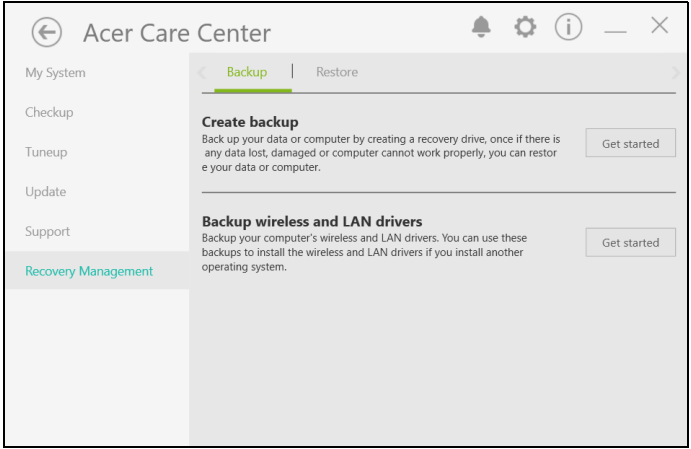 Acer Care Center
My System
Checkup
Tuneup
Update
Support
Recovery Management
Backup | Restore
Create backup
Back up your data or computer by creating a recovery drive, once if there is
any data lost, damaged or computer cannot work properly, you can restor
e your data or computer.
Get started
Backup wireless and LAN drivers
Backup your computer's wireless and LAN drivers. You can use these
backups to install the wireless and LAN drivers if you install another
operating system.
Get started